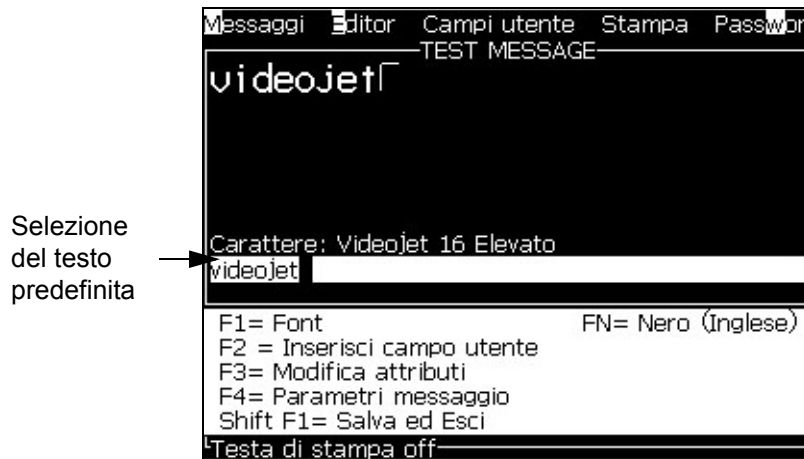 Messaggi Editor Campi utente Stampa Passwor
TEST MESSAGE
videojet
Selezione
del testo
predefinita
Carattere: Videojet 16 Elevato
videojet
F1= Font FN= Nero (Inglese)
F2 = Inserisci campo utente
F3= Modifica attributi
F4= Parametri messaggio
Shift F1= Salva ed Esci
Testa di stampa off